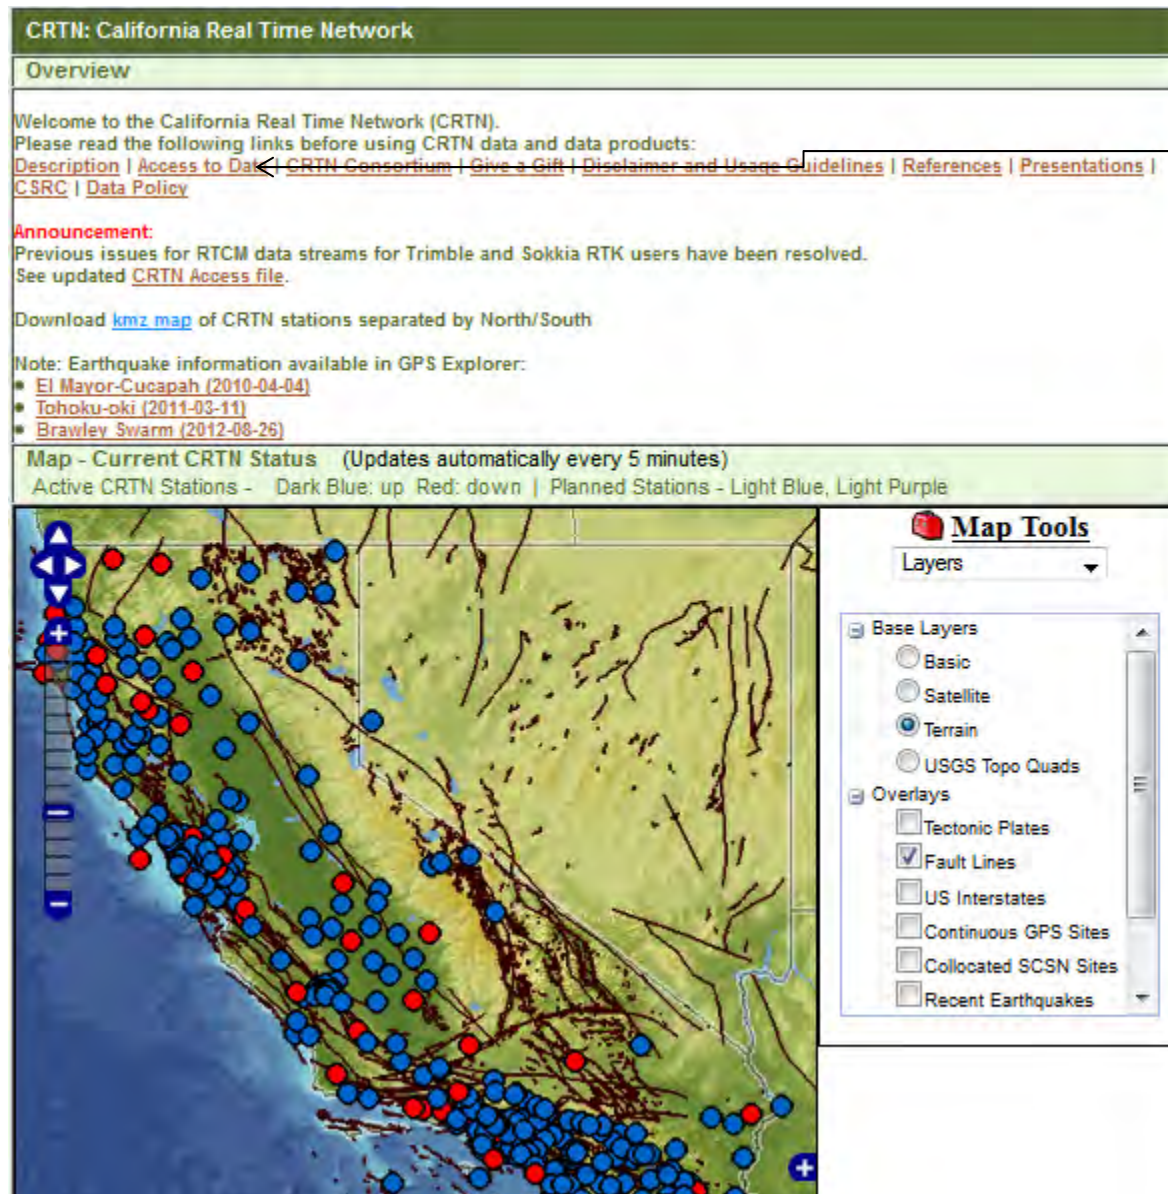 CRTN: California Real Time Network
Overview
Welcome to the California Real Time Network (CRTN).
Please read the following links before using CRTN data and data products:
Description | Access to Data | CRTN Consortium | Give a Gift | Disclaimer and Usage Guidelines | References | Presentations |
CSRC | Data Policy
Announcement:
Previous issues for RTCM data streams for Trimble and Sokkia RTK users have been resolved.
See updated CRTN Access file.
Download kmz map of CRTN stations separated by North/South
Note: Earthquake information available in GPS Explorer:
El Mayor-Cucapah (2010-04-04)
Tohoku-oki (2011-03-11)
Brawley Swarm (2012-08-26)
Map - Current CRTN Status (Updates automatically every 5 minutes)
Active CRTN Stations - Dark Blue: up Red: down | Planned Stations - Light Blue, Light Purple
Map Tools
Layers
Base Layers
Basic
Satellite
Terrain
USGS Topo Quads
Overlays
Tectonic Plates
Fault Lines
US Interstates
Continuous GPS Sites
Collocated SCSN Sites
Recent Earthquakes